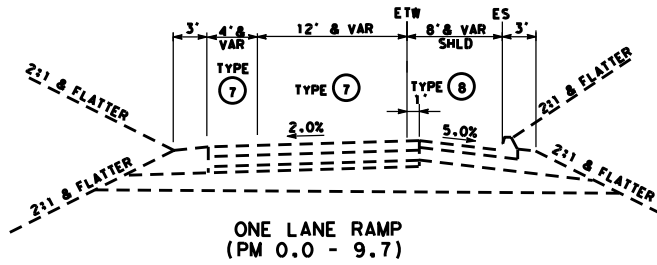 ETW ES
3' 4'& 12' & VAR 8'& VAR 3'
VAR SHLD
TYPE
7 TYPE 7 TYPE 8
1'
2:1 & FLATTER 2:1 & FLATTER
2.0% 5.0%
2:1 & FLATTER 2:1 & FLATTER
ONE LANE RAMP
(PM 0.0 - 9.7)